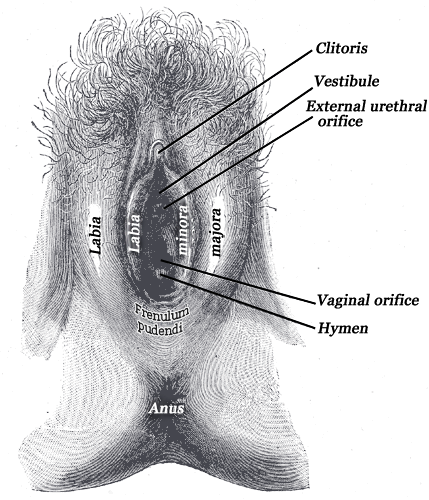 Clitoris
Vestibule
External urethral
orifice
Labia
Labia
minora
majora
Vaginal orifice
Frenulum
pudendi
Hymen
Anus